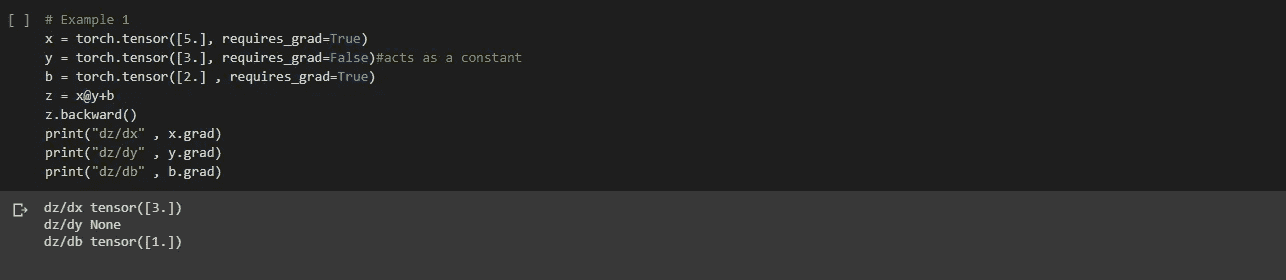 [ ] # Example 1
x = torch.tensor([5.], requires_grad=True)
y = torch.tensor([3.], requires_grad=False)#acts as a constant
b = torch.tensor([2.] , requires_grad=True)
z = x@y+b
z.backward()
print("dz/dx" , x.grad)
print("dz/dy" , y.grad)
print("dz/db" , b.grad)
dz/dx tensor([3.])
dz/dy None
dz/db tensor([1.])